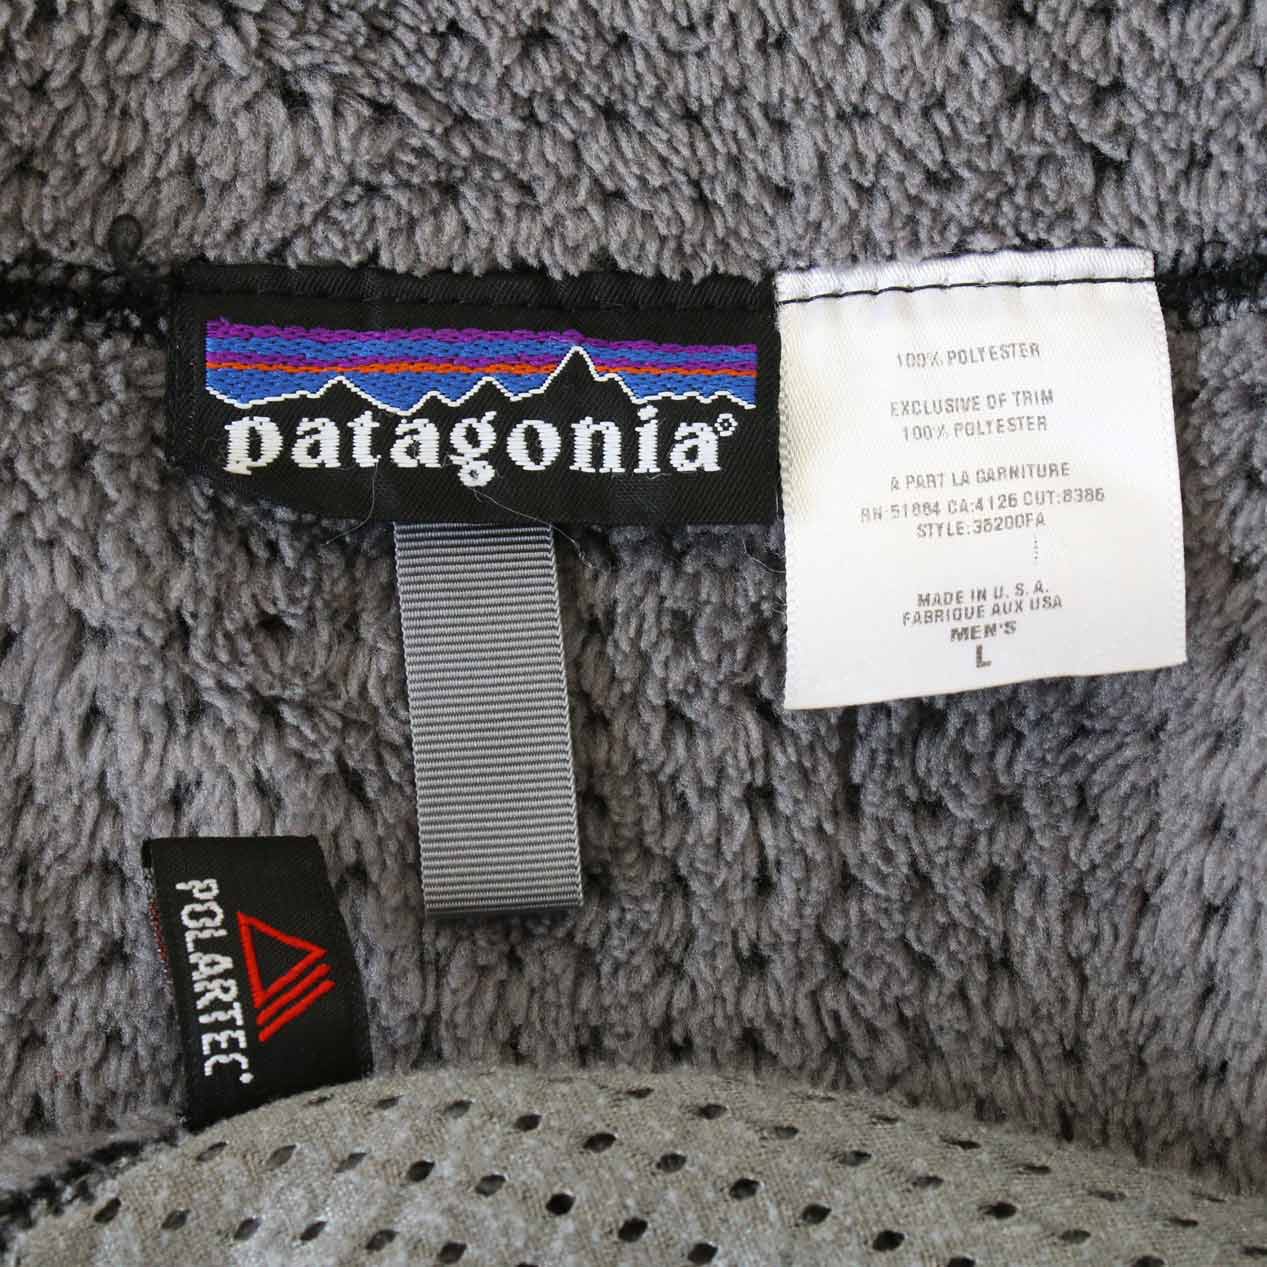 patagonia®
100% POLYESTER
EXCLUSIVE OF TRIM
100% POLYESTER
A PART LA GARNITURE
RN:51884 CA:4126 CUT:8386
STYLE:36200FA
MADE IN U.S.A.
FABRIQUE AUX USA
MEN'S
L
POLARTEC®